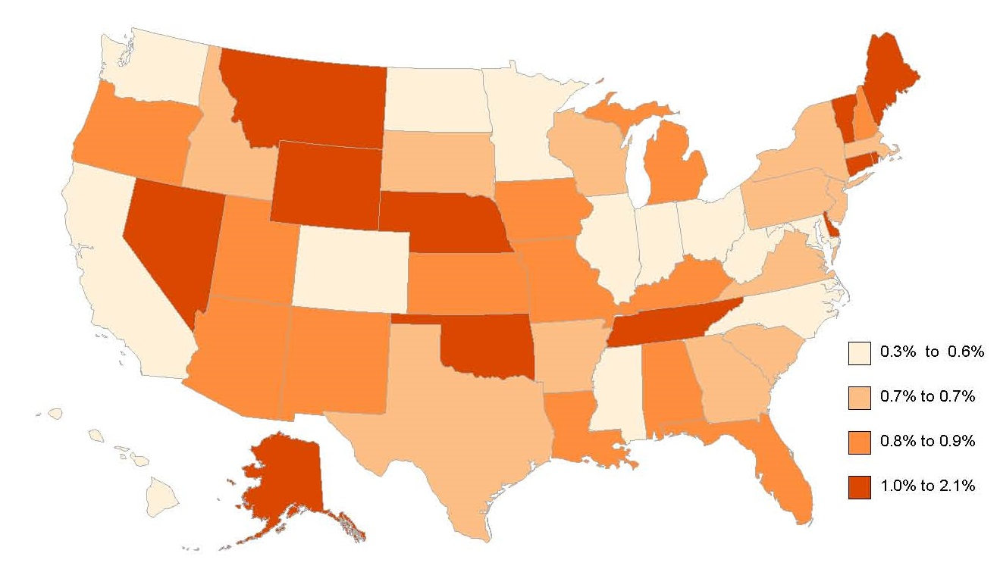 0.3% to 0.6%
0.7% to 0.7%
0.8% to 0.9%
1.0% to 2.1%